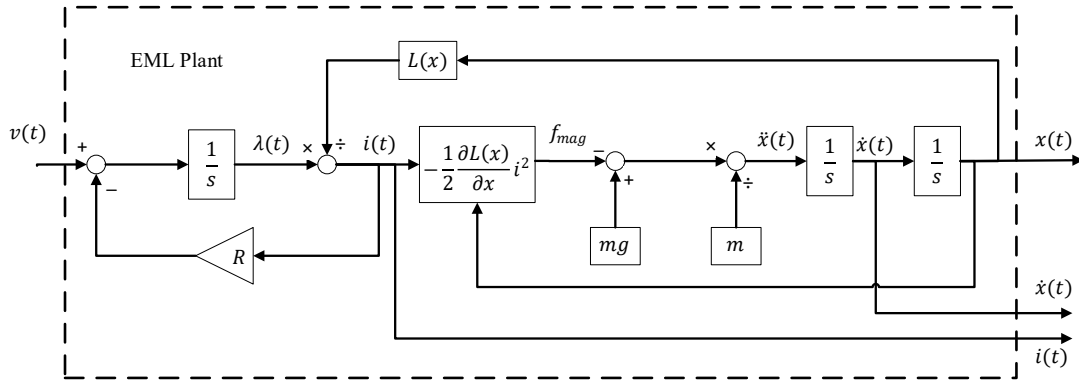 EML Plant
L(x)
v(t)
+
−
1/s
λ(t)
×
÷
i(t)
−1/2 ∂L(x)/∂x i²
f_mag
−
+
mg
×
÷
m
ẍ(t)
1/s
ẋ(t)
1/s
x(t)
R
ẋ(t)
i(t)